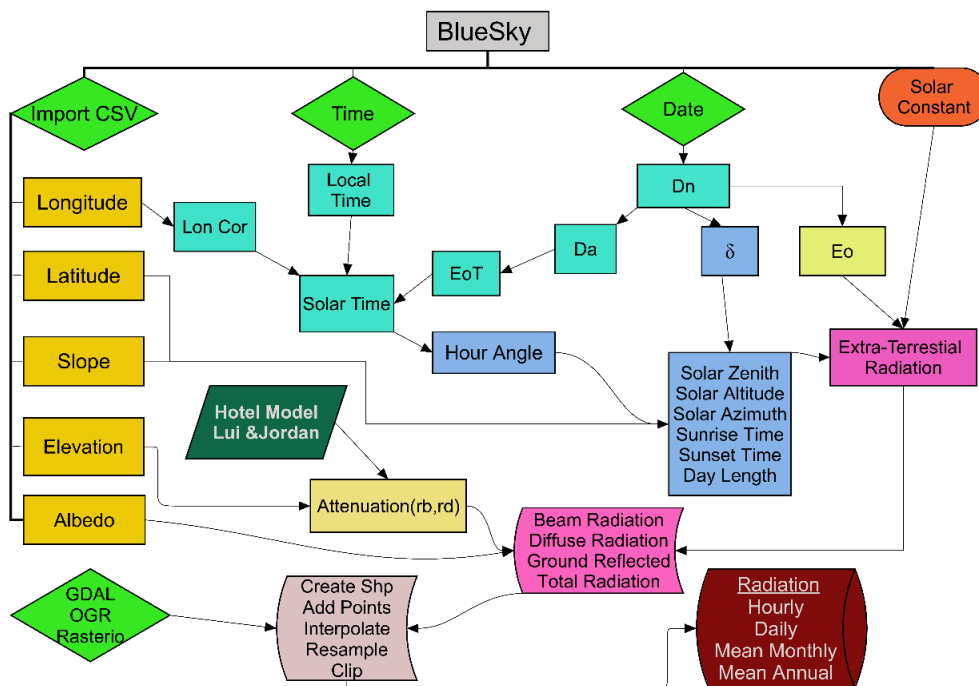 BlueSky
Import CSV
Time
Date
Solar
Constant
Longitude
Lon Cor
Local
Time
Dn
Latitude
Solar Time
EoT
Da
δ
Eo
Slope
Hour Angle
Solar Zenith
Solar Altitude
Solar Azimuth
Sunrise Time
Sunset Time
Day Length
Extra-Terrestial
Radiation
Hotel Model
Lui &Jordan
Elevation
Attenuation(rb,rd)
Albedo
Beam Radiation
Diffuse Radiation
Ground Reflected
Total Radiation
GDAL
OGR
Rasterio
Create Shp
Add Points
Interpolate
Resample
Clip
Radiation
Hourly
Daily
Mean Monthly
Mean Annual